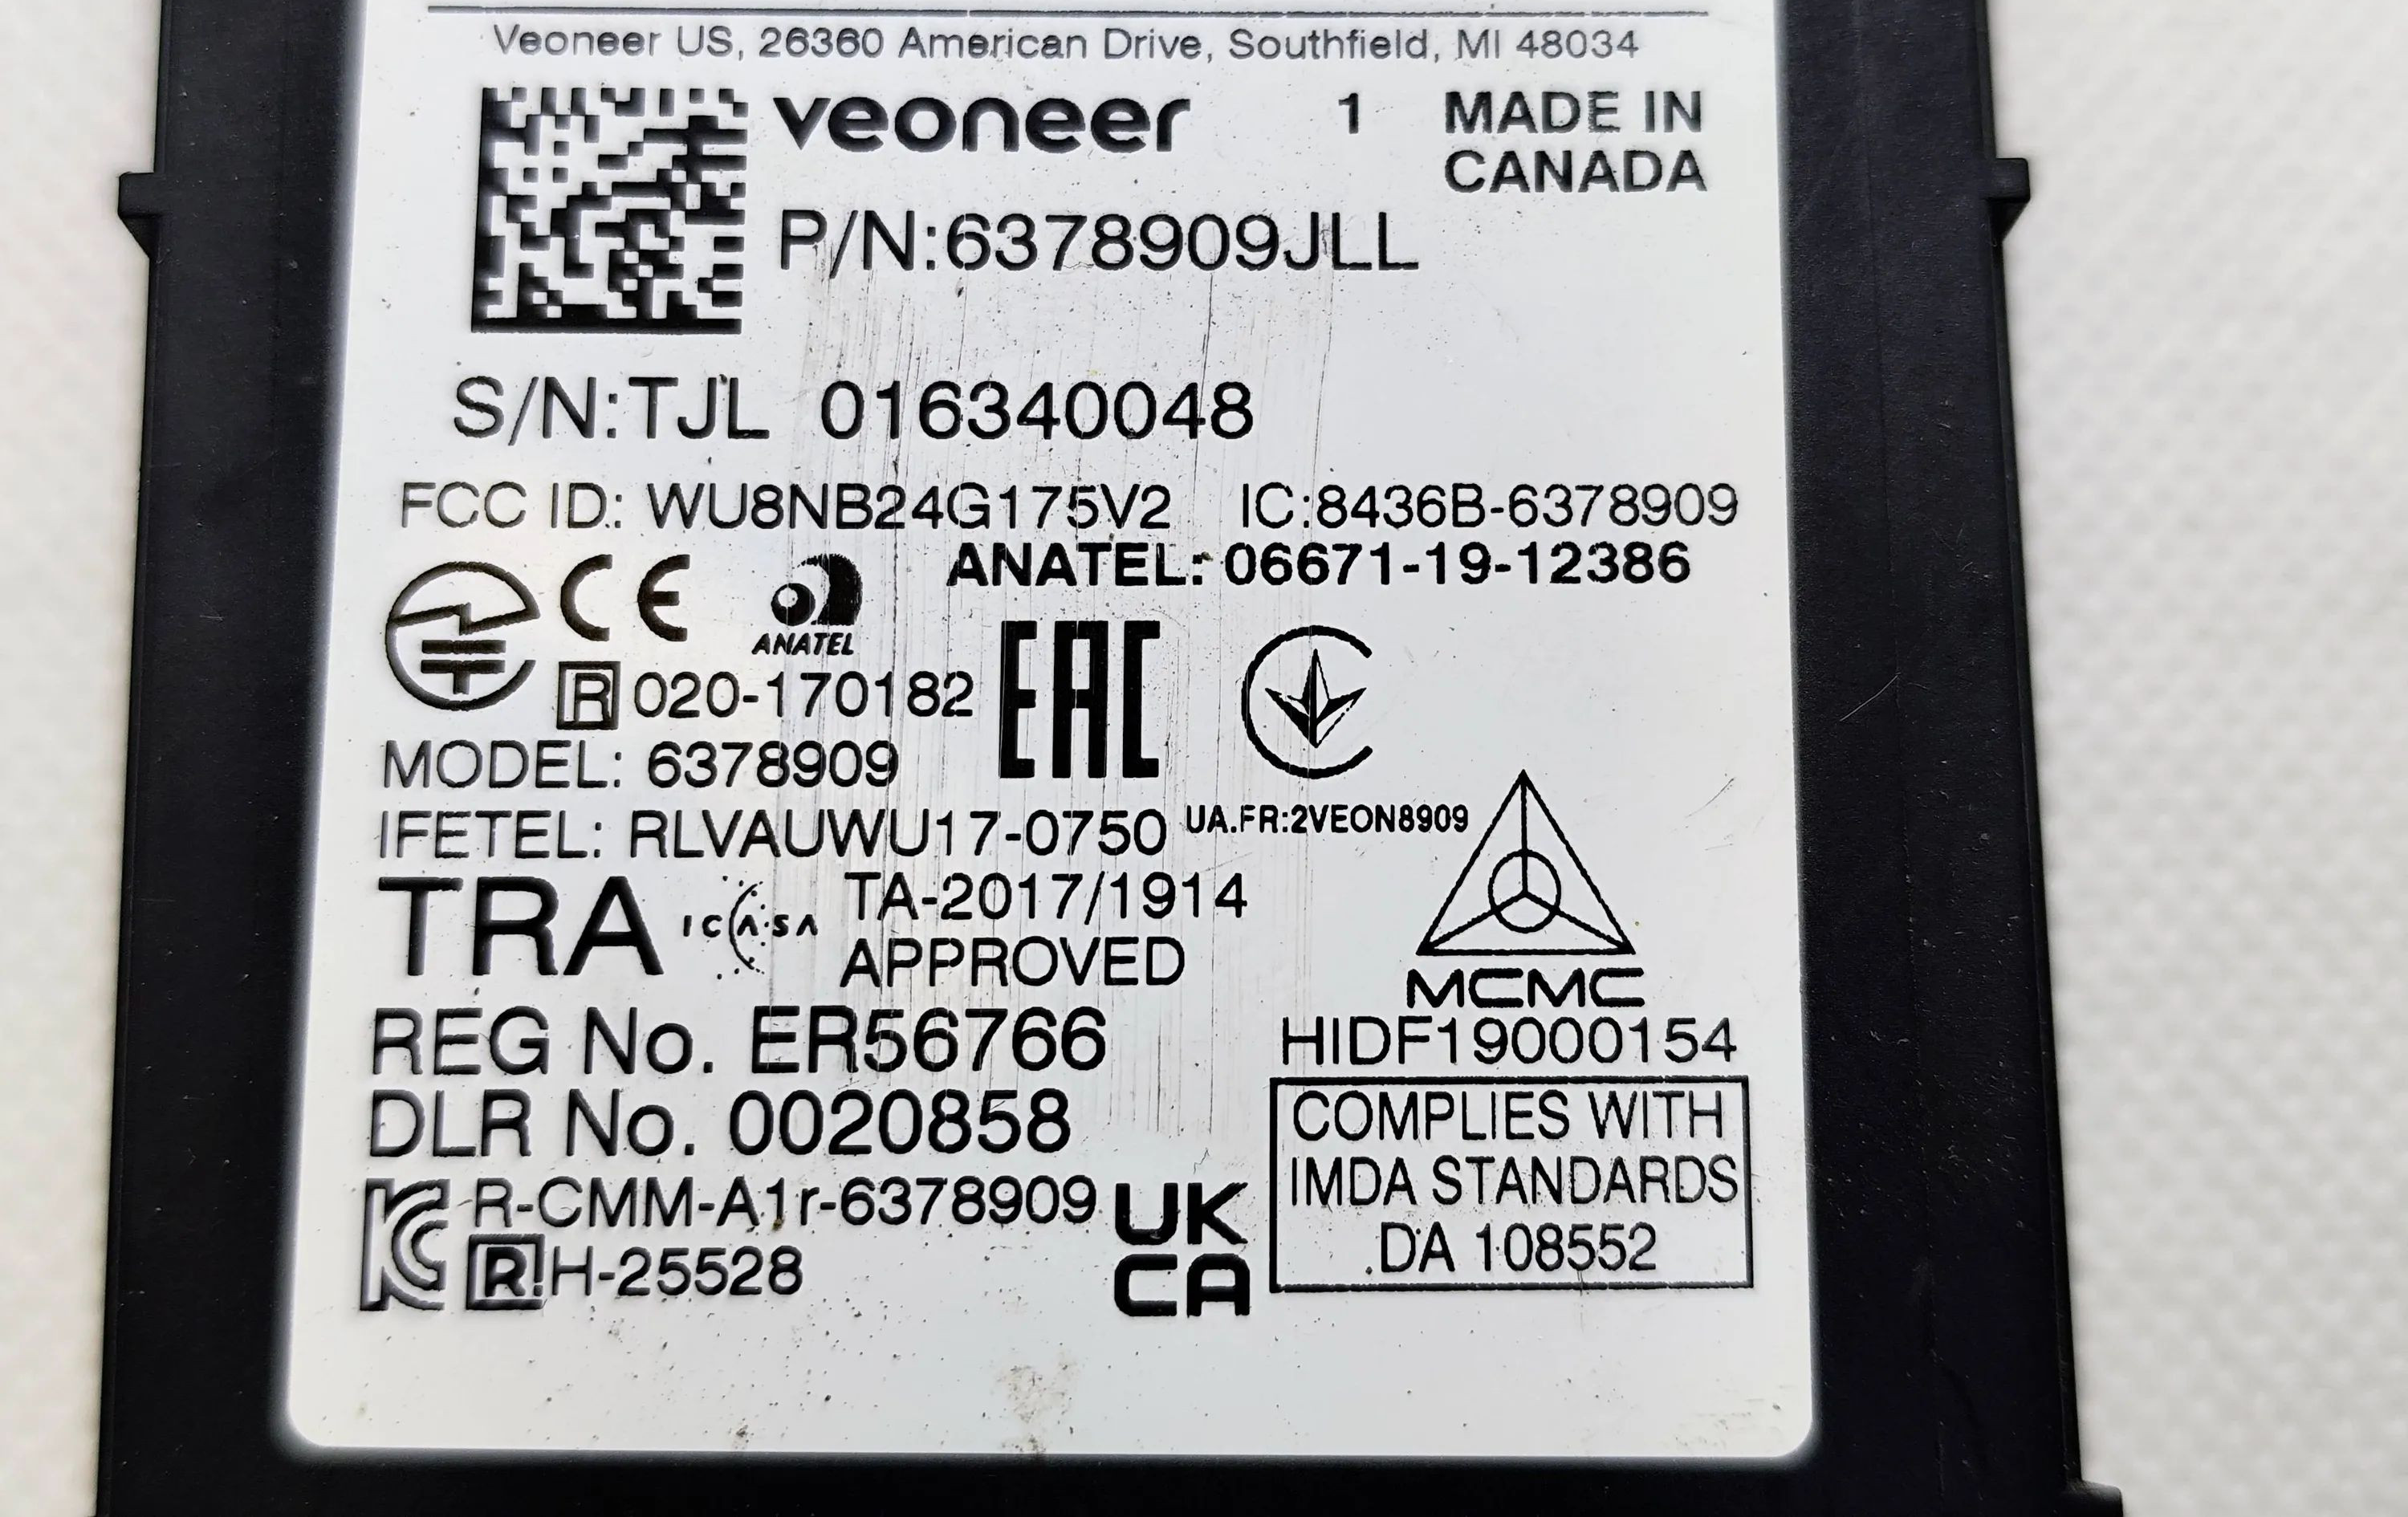 Veoneer US, 26360 American Drive, Southfield, MI 48034
veoneer 1 MADE IN
CANADA
P/N:6378909JLL
S/N:TJL 016340048
FCC ID: WU8NB24G175V2 IC:8436B-6378909
ANATEL: 06671-19-12386
CE
ANATEL
EAC
R 020-170182
MODEL: 6378909
IFETEL: RLVAUWU17-0750
UA.FR:2VEON8909
TRA ICASA TA-2017/1914
APPROVED
MCMC
HIDF19000154
REG No. ER56766
DLR No. 0020858
COMPLIES WITH
IMDA STANDARDS
DA 108552
KC R-CMM-A1r-6378909
R H-25528
UK
CA